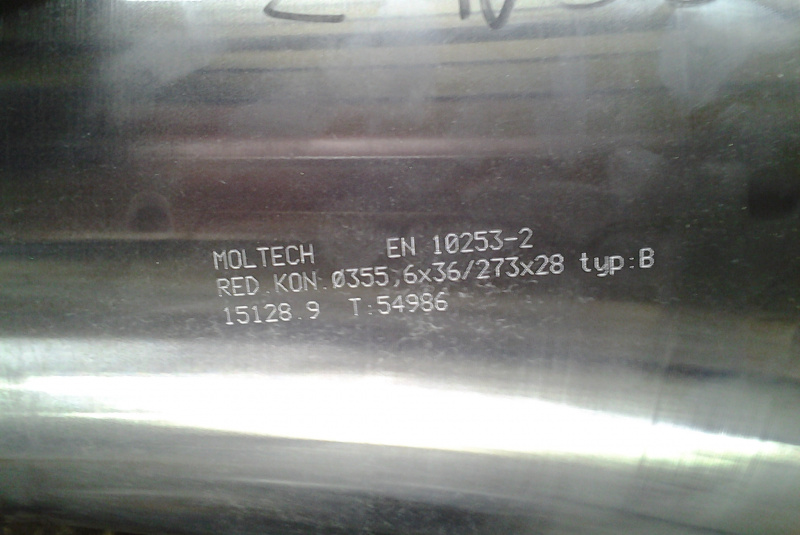 MOLTECH EN 10253-2
RED.KON.Ø355,6x36/273x28 typ:B
15128.9 T:54986